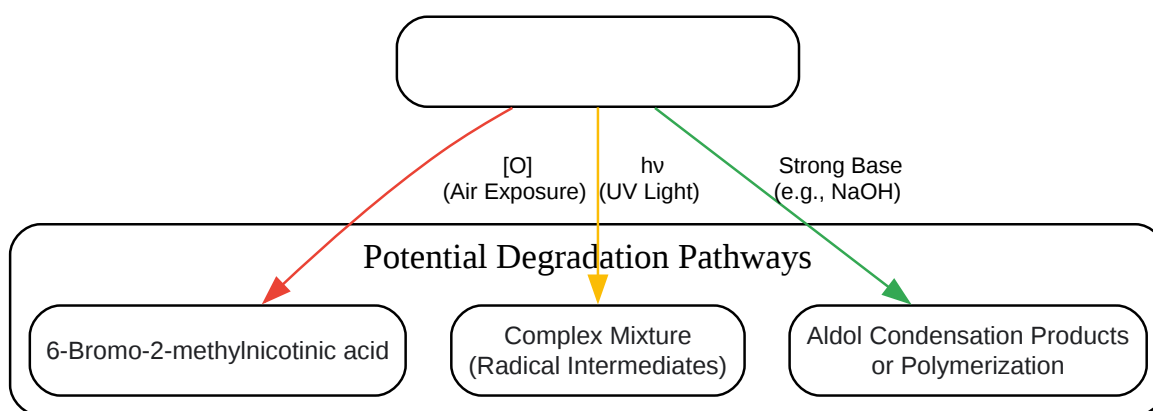 [O]
(Air Exposure)
hν
(UV Light)
Strong Base
(e.g., NaOH)
Potential Degradation Pathways
6-Bromo-2-methylnicotinic acid
Complex Mixture
(Radical Intermediates)
Aldol Condensation Products
or Polymerization